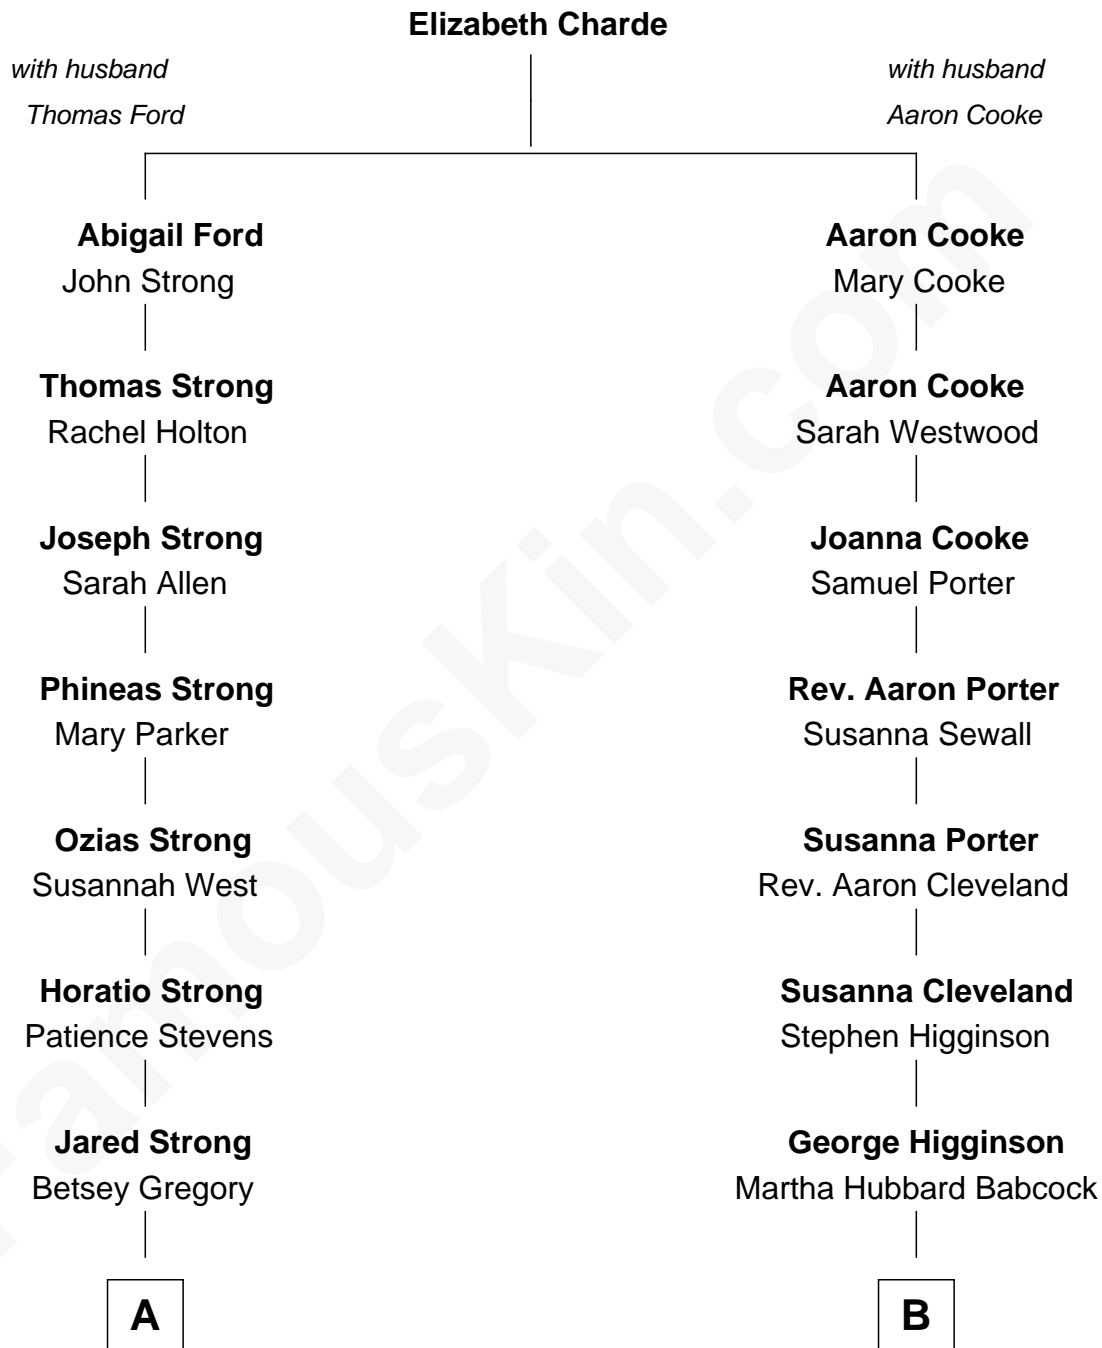 Elizabeth Charde
with husband
Thomas Ford
with husband
Aaron Cooke
Abigail Ford
John Strong
Aaron Cooke
Mary Cooke
Thomas Strong
Rachel Holton
Aaron Cooke
Sarah Westwood
Joseph Strong
Sarah Allen
Joanna Cooke
Samuel Porter
Phineas Strong
Mary Parker
Rev. Aaron Porter
Susanna Sewall
Ozias Strong
Susannah West
Susanna Porter
Rev. Aaron Cleveland
Horatio Strong
Patience Stevens
Susanna Cleveland
Stephen Higginson
Jared Strong
Betsey Gregory
George Higginson
Martha Hubbard Babcock
A
B
FamousKin.com